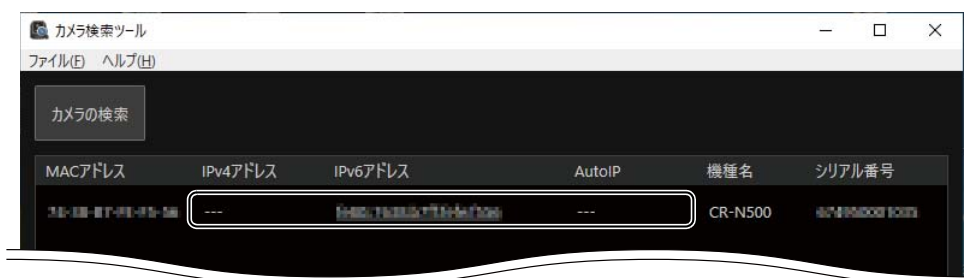 カメラ検索ツール
ファイル(F) ヘルプ(H)
カメラの検索
MACアドレス IPv4アドレス IPv6アドレス AutoIP 機種名 シリアル番号
--- --- CR-N500